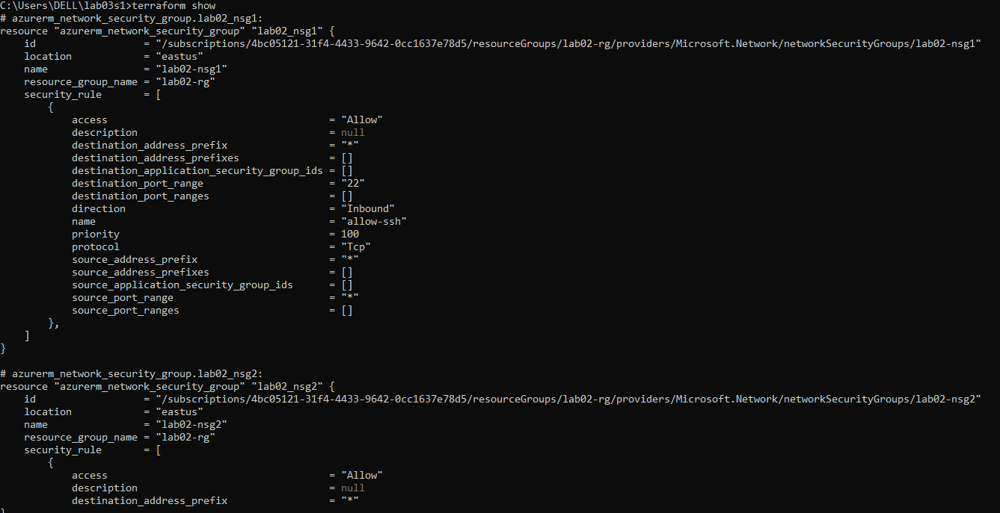 C:\Users\DELL\lab03s1>terraform show
# azurerm_network_security_group.lab02_nsg1:
resource "azurerm_network_security_group" "lab02_nsg1" {
    id                  = "/subscriptions/4bc05121-31f4-4433-9642-0cc1637e78d5/resourceGroups/lab02-rg/providers/Microsoft.Network/networkSecurityGroups/lab02-nsg1"
    location            = "eastus"
    name                = "lab02-nsg1"
    resource_group_name = "lab02-rg"
    security_rule       = [
        {
            access                                     = "Allow"
            description                                = null
            destination_address_prefix                 = "*"
            destination_address_prefixes               = []
            destination_application_security_group_ids = []
            destination_port_range                     = "22"
            destination_port_ranges                    = []
            direction                                  = "Inbound"
            name                                       = "allow-ssh"
            priority                                   = 100
            protocol                                   = "Tcp"
            source_address_prefix                      = "*"
            source_address_prefixes                    = []
            source_application_security_group_ids      = []
            source_port_range                          = "*"
            source_port_ranges                         = []
        },
    ]
}
# azurerm_network_security_group.lab02_nsg2:
resource "azurerm_network_security_group" "lab02_nsg2" {
    id                  = "/subscriptions/4bc05121-31f4-4433-9642-0cc1637e78d5/resourceGroups/lab02-rg/providers/Microsoft.Network/networkSecurityGroups/lab02-nsg2"
    location            = "eastus"
    name                = "lab02-nsg2"
    resource_group_name = "lab02-rg"
    security_rule       = [
        {
            access                                     = "Allow"
            description                                = null
            destination_address_prefix                 = "*"